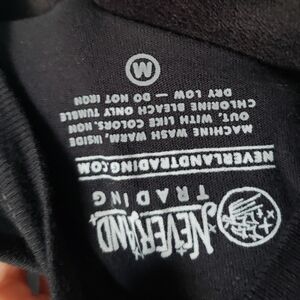 NEVERLAND
TRADING
NEVERLANDTRADING.COM
MACHINE WASH WARM, INSIDE
OUT, WITH LIKE COLORS, NON
CHLORINE BLEACH ONLY TUMBLE
DRY LOW — DO NOT IRON
M